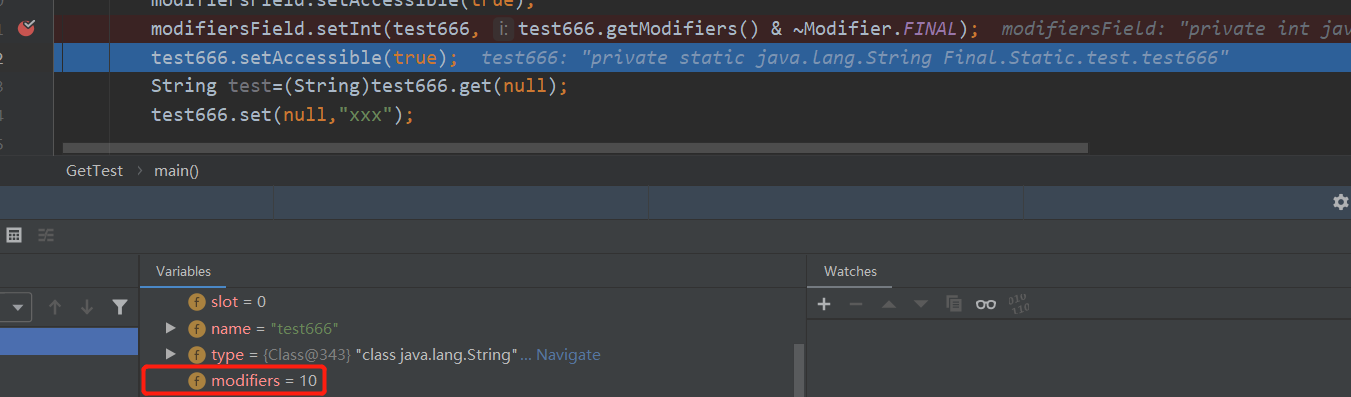 modifiersField.setAccessible(true);
modifiersField.setInt(test666, i: test666.getModifiers() & ~Modifier.FINAL); modifiersField: "private int jav
test666.setAccessible(true); test666: "private static java.lang.String Final.Static.test.test666"
String test=(String)test666.get(null);
test666.set(null,"xxx");
GetTest › main()
Variables
Watches
f slot = 0
f name = "test666"
f type = {Class@343} "class java.lang.String"... Navigate
f modifiers = 10